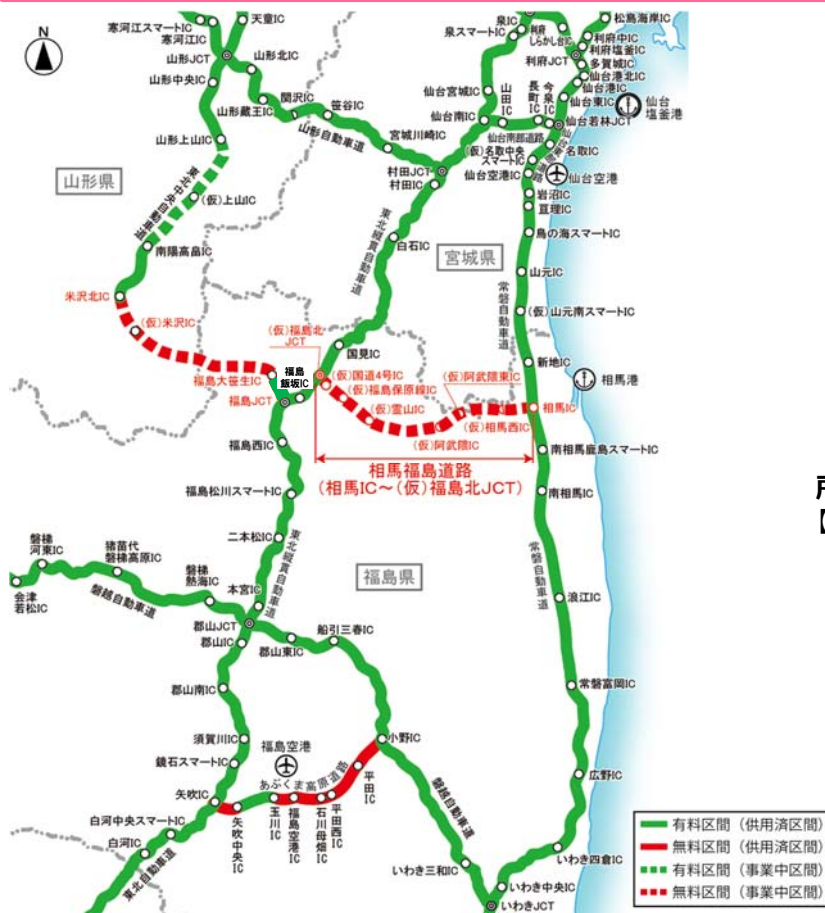 N
寒河江スマートIC
寒河江IC
天童IC
山形JCT
山形北IC
山形中央IC
山形蔵王IC
関沢IC
笹谷IC
山形上山IC
山形自動車道
宮城川崎IC
泉IC
泉スマートIC
利府しらかし台IC
利府JCT
松島海岸IC
利府中IC
利府塩釜IC
多賀城IC
仙台港北IC
仙台港IC
仙台東IC
仙台宮城IC
山田IC
長町IC
今泉IC
仙台塩釜港
仙台南IC
仙台若林JCT
仙台南部道路
(仮)名取中央スマートIC
名取IC
仙台空港IC
仙台空港
村田JCT
村田IC
岩沼IC
亘理IC
鳥の海スマートIC
山形県
東北中央自動車道
(仮)上山IC
南陽高畠IC
白石IC
東北縦貫自動車道
宮城県
山元IC
常磐自動車道
(仮)山元南スマートIC
米沢北IC
(仮)米沢IC
(仮)福島北JCT
国見IC
新地IC
福島大笹生IC
福島飯坂IC
(仮)国道4号IC
(仮)阿武隈東IC
相馬港
(仮)福島保原線IC
福島JCT
(仮)霊山IC
相馬IC
(仮)相馬西IC
(仮)阿武隈IC
福島西IC
南相馬鹿島スマートIC
相馬福島道路
(相馬IC～(仮)福島北JCT)
福島松川スマートIC
南相馬IC
二本松IC
東北縦貫自動車道
常磐自動車道
磐梯河東IC
猪苗代磐梯高原IC
磐梯熱海IC
本宮IC
福島県
会津若松IC
磐越自動車道
浪江IC
郡山JCT
郡山IC
郡山東IC
船引三春IC
郡山南IC
常磐富岡IC
須賀川IC
福島空港
小野IC
鏡石スマートIC
あぶくま高原道路
平田IC
広野IC
矢吹IC
矢吹中央IC
玉川IC
福島空港IC
石川母畑IC
平田西IC
磐越自動車道
白河中央スマートIC
白河IC
東北自動車道
いわき三和IC
いわき四倉IC
いわき中央IC
いわきJCT
有料区間（供用済区間）
無料区間（供用済区間）
有料区間（事業中区間）
無料区間（事業中区間）